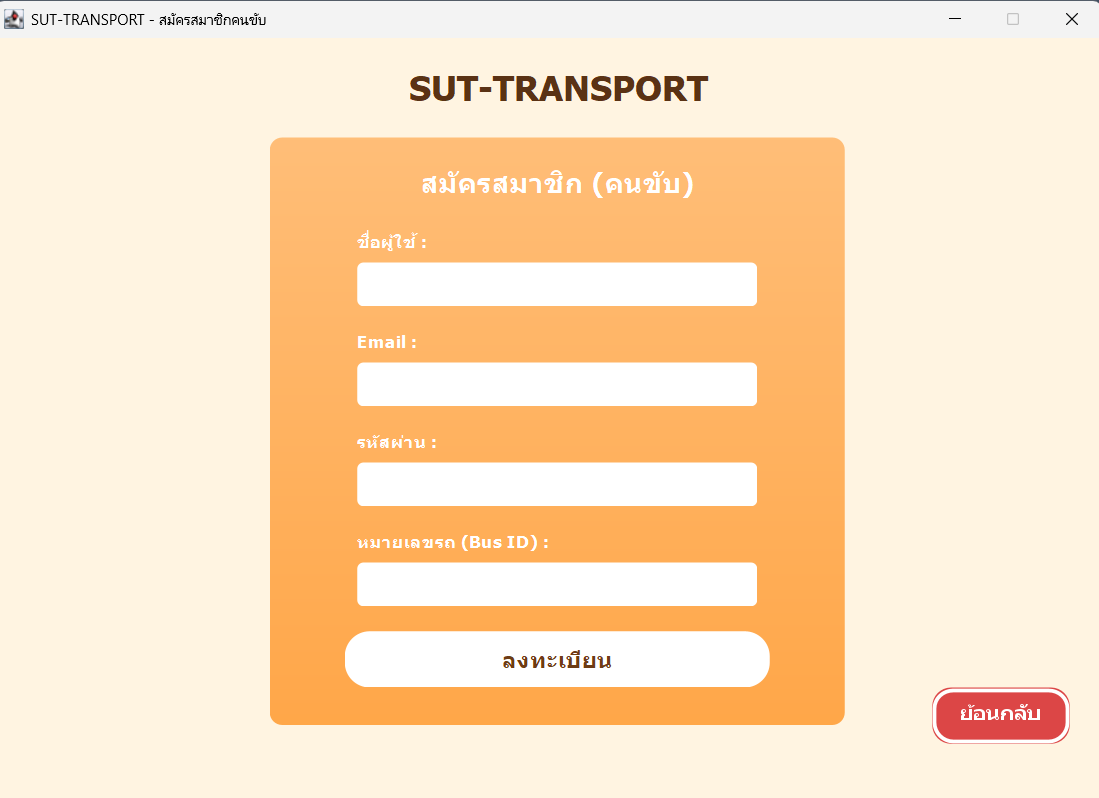 SUT-TRANSPORT - สมัครสมาชิกคนขับ
SUT-TRANSPORT
สมัครสมาชิก (คนขับ)
ชื่อผู้ใช้ :
Email :
รหัสผ่าน :
หมายเลขรถ (Bus ID) :
ลงทะเบียน
ย้อนกลับ